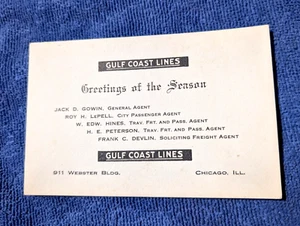 GULF COAST LINES
Greetings of the Season
JACK D. GOWIN, GENERAL AGENT
ROY H. LEPELL, CITY PASSENGER AGENT
W. EDW. HINES, TRAV. FRT. AND PASS. AGENT
H. E. PETERSON, TRAV. FRT. AND PASS. AGENT
FRANK C. DEVLIN, SOLICITING FREIGHT AGENT
GULF COAST LINES
911 WEBSTER BLDG. CHICAGO, ILL.